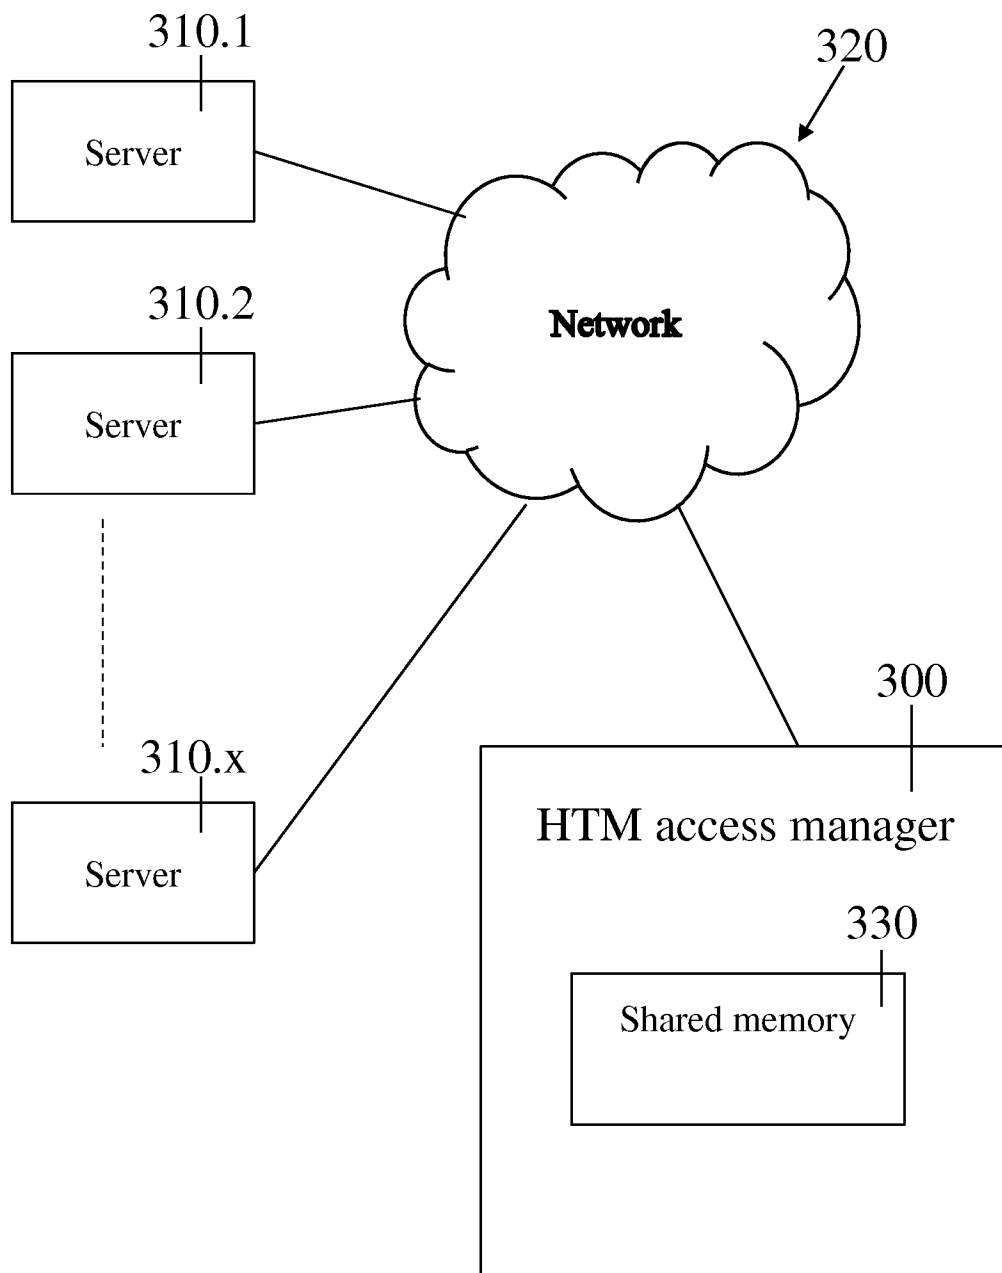 310.1
320
Server
310.2
Network
Server
300
310.x
HTM access manager
Server
330
Shared memory